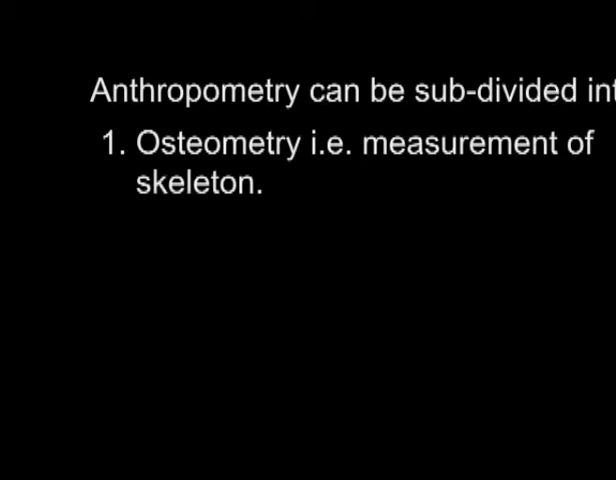 Anthropometry can be sub-divided int
1. Osteometry i.e. measurement of
skeleton.